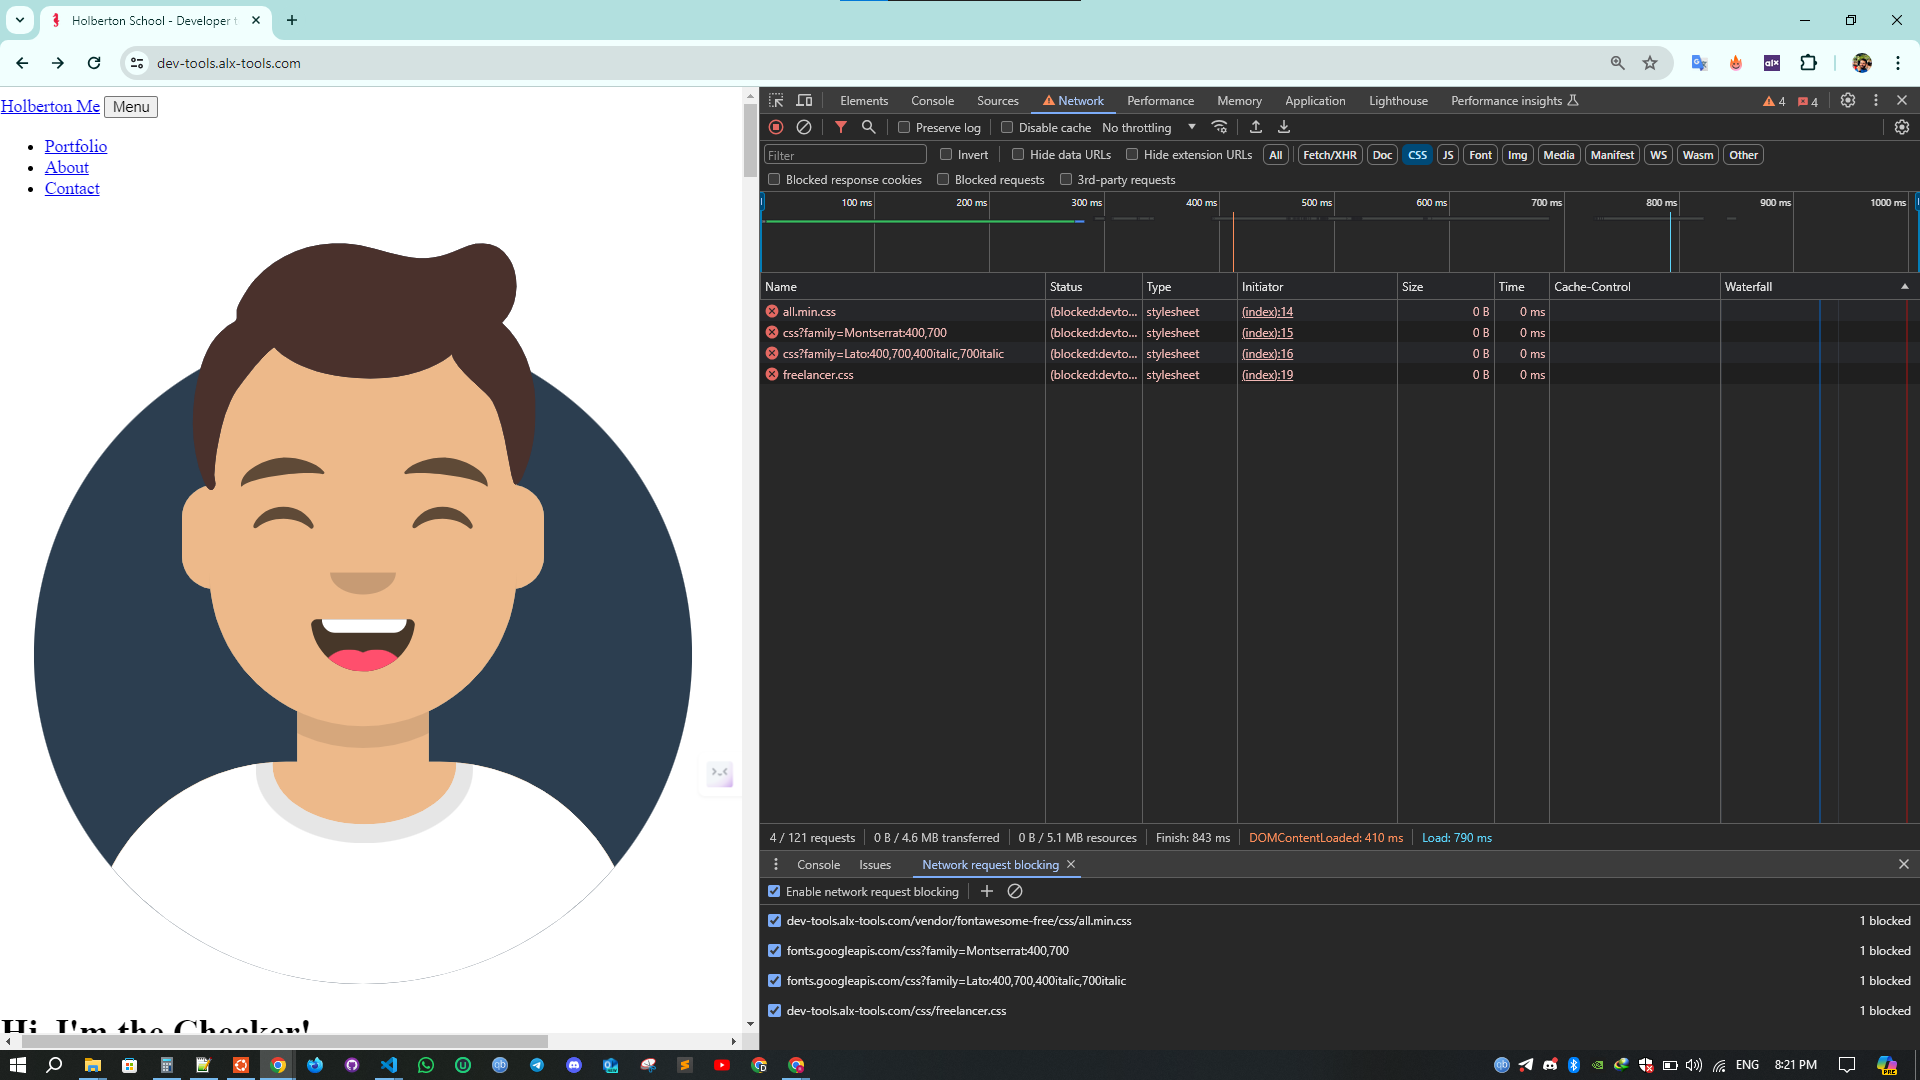 Holberton School - Developer t
dev-tools.alx-tools.com
Holberton Me Menu
Portfolio
About
Contact
Hi, I'm the Checker!
Elements Console Sources Network Performance Memory Application Lighthouse Performance insights 4 4
Preserve log Disable cache No throttling
Filter Invert Hide data URLs Hide extension URLs All Fetch/XHR Doc CSS JS Font Img Media Manifest WS Wasm Other
Blocked response cookies Blocked requests 3rd-party requests
100 ms 200 ms 300 ms 400 ms 500 ms 600 ms 700 ms 800 ms 900 ms 1000 ms
Name Status Type Initiator Size Time Cache-Control Waterfall
all.min.css (blocked:devto... stylesheet (index):14 0 B 0 ms
css?family=Montserrat:400,700 (blocked:devto... stylesheet (index):15 0 B 0 ms
css?family=Lato:400,700,400italic,700italic (blocked:devto... stylesheet (index):16 0 B 0 ms
freelancer.css (blocked:devto... stylesheet (index):19 0 B 0 ms
4 / 121 requests 0 B / 4.6 MB transferred 0 B / 5.1 MB resources Finish: 843 ms DOMContentLoaded: 410 ms Load: 790 ms
Console Issues Network request blocking
Enable network request blocking
dev-tools.alx-tools.com/vendor/fontawesome-free/css/all.min.css 1 blocked
fonts.googleapis.com/css?family=Montserrat:400,700 1 blocked
fonts.googleapis.com/css?family=Lato:400,700,400italic,700italic 1 blocked
dev-tools.alx-tools.com/css/freelancer.css 1 blocked
ENG 8:21 PM